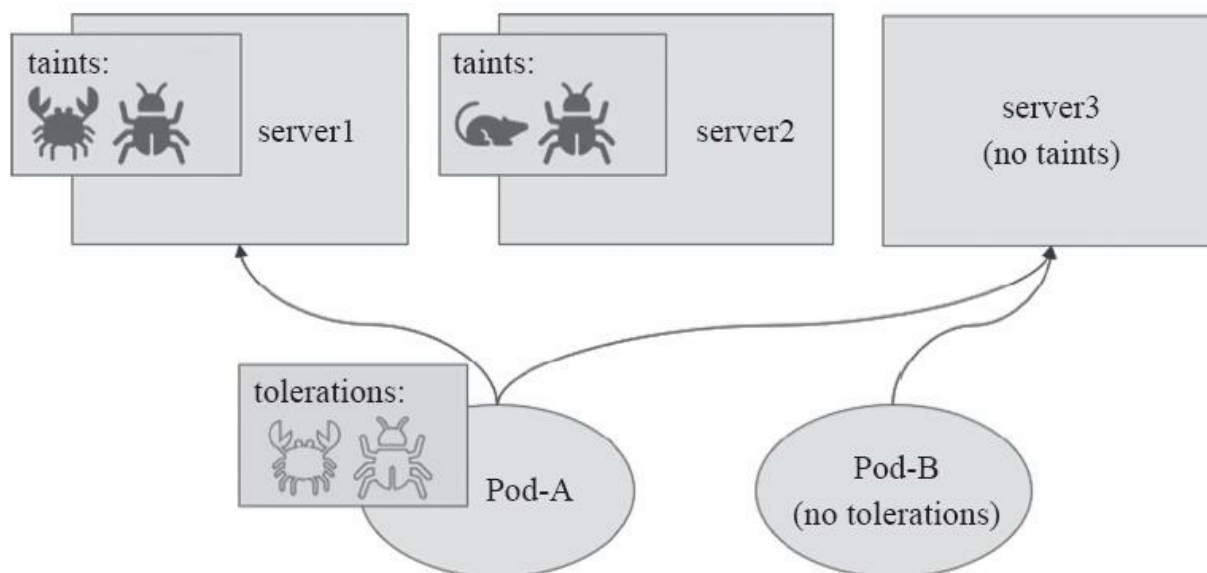 taints:
server1
taints:
server2
server3
(no taints)
tolerations:
Pod-A
Pod-B
(no tolerations)